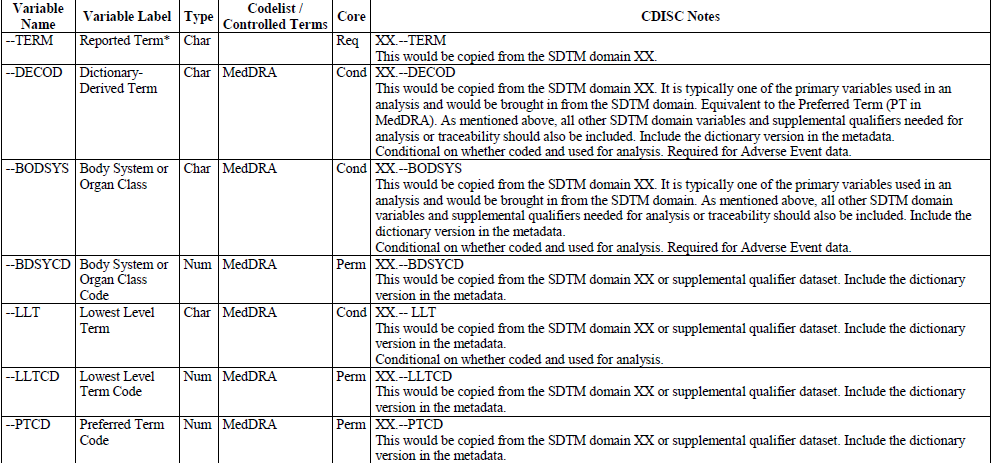 Variable Name Variable Label Type Codelist / Controlled Terms Core CDISC Notes
--TERM Reported Term* Char Req XX.--TERM
This would be copied from the SDTM domain XX.
--DECOD Dictionary- Char MedDRA Cond XX.--DECOD
Derived Term This would be copied from the SDTM domain XX. It is typically one of the primary variables used in an
analysis and would be brought in from the SDTM domain. Equivalent to the Preferred Term (PT in
MedDRA). As mentioned above, all other SDTM domain variables and supplemental qualifiers needed for
analysis or traceability should also be included. Include the dictionary version in the metadata.
Conditional on whether coded and used for analysis. Required for Adverse Event data.
--BODSYS Body System or Char MedDRA Cond XX.--BODSYS
Organ Class This would be copied from the SDTM domain XX. It is typically one of the primary variables used in an
analysis and would be brought in from the SDTM domain. As mentioned above, all other SDTM domain
variables and supplemental qualifiers needed for analysis or traceability should also be included. Include the
dictionary version in the metadata.
Conditional on whether coded and used for analysis. Required for Adverse Event data.
--BDSYCD Body System or Num MedDRA Perm XX.--BDSYCD
Organ Class This would be copied from the SDTM domain XX or supplemental qualifier dataset. Include the dictionary
Code version in the metadata.
--LLT Lowest Level Char MedDRA Cond XX.-- LLT
Term This would be copied from the SDTM domain XX or supplemental qualifier dataset. Include the dictionary
version in the metadata.
Conditional on whether coded and used for analysis.
--LLTCD Lowest Level Num MedDRA Perm XX.--LLTCD
Term Code This would be copied from the SDTM domain XX or supplemental qualifier dataset. Include the dictionary
version in the metadata.
--PTCD Preferred Term Num MedDRA Perm XX.--PTCD
Code This would be copied from the SDTM domain XX or supplemental qualifier dataset. Include the dictionary
version in the metadata.